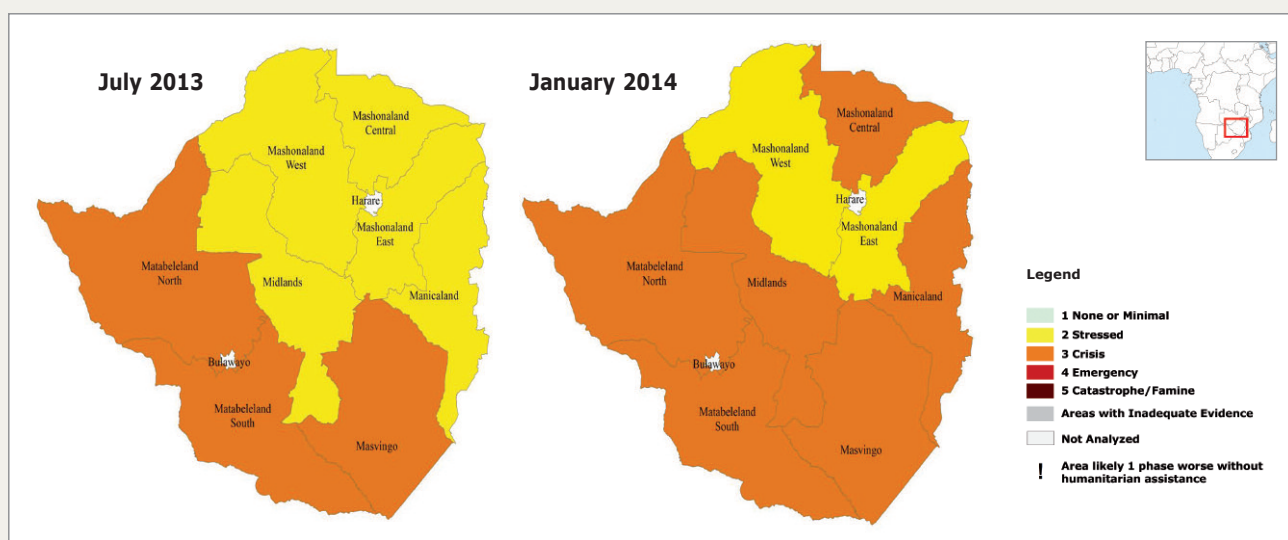 July 2013
Mashonaland
Central
Mashonaland
West
Harare
Mashonaland
East
Matabeleland
North
Midlands
Manicaland
Bulawayo
Matabeleland
South
Masvingo
January 2014
Mashonaland
Central
Mashonaland
West
Harare
Mashonaland
East
Matabeleland
North
Midlands
Manicaland
Bulawayo
Matabeleland
South
Masvingo
Legend
1 None or Minimal
2 Stressed
3 Crisis
4 Emergency
5 Catastrophe/Famine
Areas with Inadequate Evidence
Not Analyzed
! Area likely 1 phase worse without
humanitarian assistance